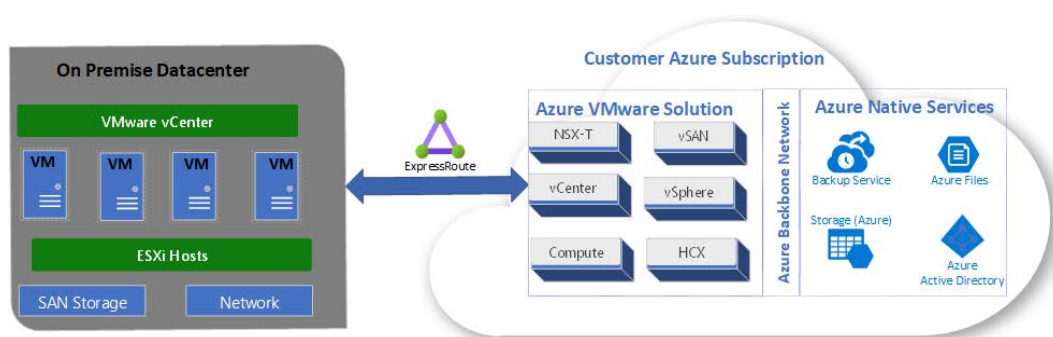 On Premise Datacenter
VMware vCenter
VM
VM
VM
VM
ESXi Hosts
SAN Storage
Network
ExpressRoute
Customer Azure Subscription
Azure VMware Solution
NSX-T
vSAN
vCenter
vSphere
Compute
HCX
Azure Backbone Network
Azure Native Services
Backup Service
Azure Files
Storage (Azure)
Azure
Active Directory